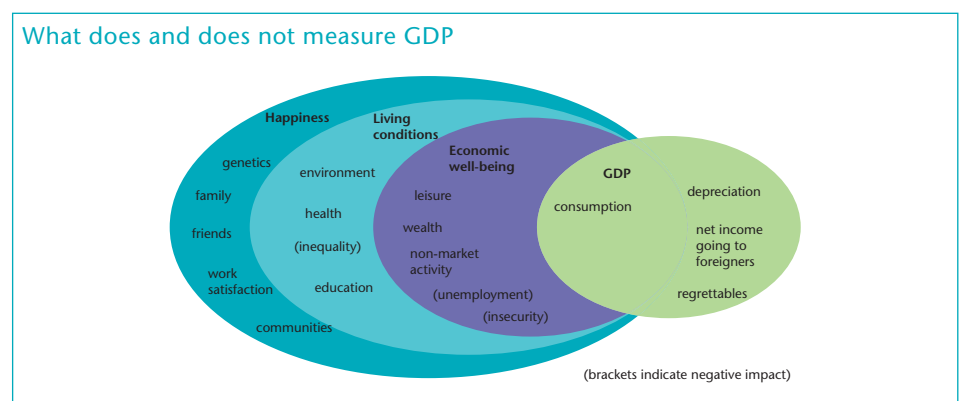 What does and does not measure GDP
Happiness
genetics
family
friends
work
satisfaction
communities
Living
conditions
environment
health
(inequality)
education
Economic
well-being
leisure
wealth
non-market
activity
(unemployment)
(insecurity)
GDP
consumption
depreciation
net income
going to
foreigners
regrettables
(brackets indicate negative impact)